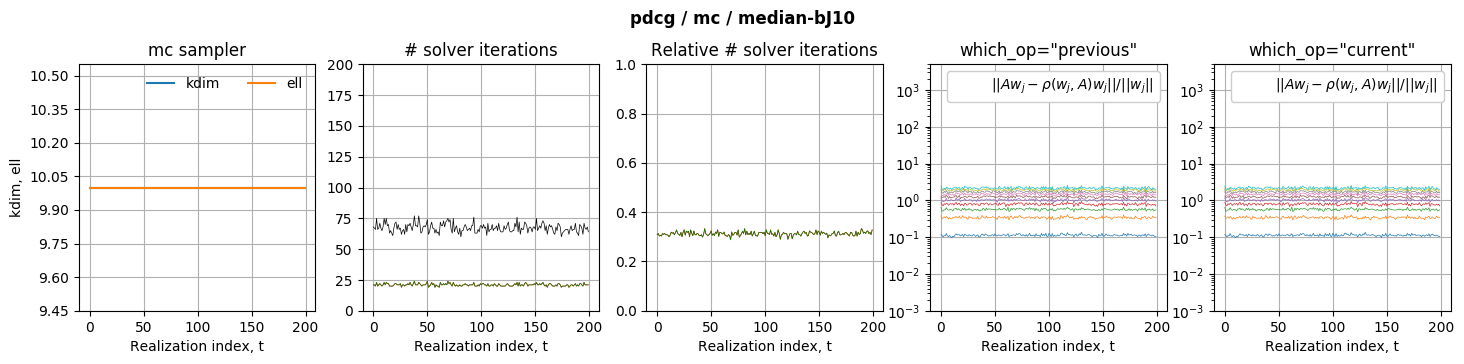 pdcg / mc / median-bJ10
mc sampler
kdim, ell
10.50
10.35
10.20
10.05
9.90
9.75
9.60
9.45
kdim
ell
0 50 100 150 200
Realization index, t
# solver iterations
200
175
150
125
100
75
50
25
0
0 50 100 150 200
Realization index, t
Relative # solver iterations
1.0
0.8
0.6
0.4
0.2
0.0
0 50 100 150 200
Realization index, t
which_op="previous"
||Aw_j − ρ(w_j, A)w_j||/||w_j||
10^3
10^2
10^1
10^0
10^−1
10^−2
10^−3
0 50 100 150 200
Realization index, t
which_op="current"
||Aw_j − ρ(w_j, A)w_j||/||w_j||
10^3
10^2
10^1
10^0
10^−1
10^−2
10^−3
0 50 100 150 200
Realization index, t